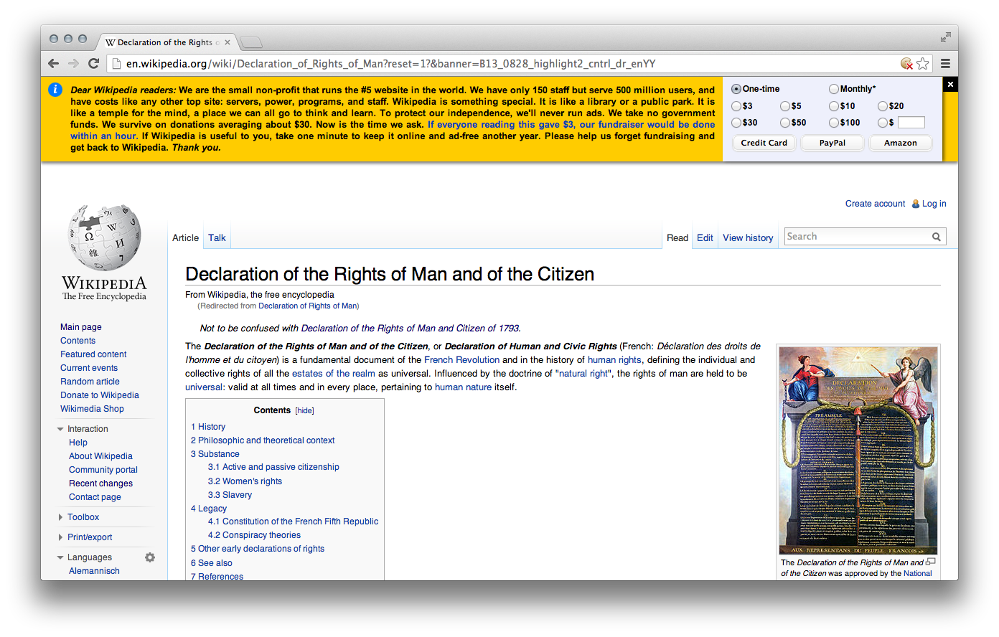 Declaration of the Rights o
en.wikipedia.org/wiki/Declaration_of_Rights_of_Man?reset=1?&banner=B13_0828_highlight2_cntrl_dr_enYY
Dear Wikipedia readers: We are the small non-profit that runs the #5 website in the world. We have only 150 staff but serve 500 million users, and
have costs like any other top site: servers, power, programs, and staff. Wikipedia is something special. It is like a library or a public park. It is
like a temple for the mind, a place we can all go to think and learn. To protect our independence, we'll never run ads. We take no government
funds. We survive on donations averaging about $30. Now is the time we ask. If everyone reading this gave $3, our fundraiser would be done
within an hour. If Wikipedia is useful to you, take one minute to keep it online and ad-free another year. Please help us forget fundraising and
get back to Wikipedia. Thank you.
One-time Monthly*
$3 $5 $10 $20
$30 $50 $100 $
Credit Card PayPal Amazon
Create account Log in
Article Talk Read Edit View history Search
WIKIPEDIA
The Free Encyclopedia
Main page
Contents
Featured content
Current events
Random article
Donate to Wikipedia
Wikimedia Shop
Interaction
Help
About Wikipedia
Community portal
Recent changes
Contact page
Toolbox
Print/export
Languages
Alemannisch
Declaration of the Rights of Man and of the Citizen
From Wikipedia, the free encyclopedia
(Redirected from Declaration of Rights of Man)
Not to be confused with Declaration of the Rights of Man and Citizen of 1793.
The Declaration of the Rights of Man and of the Citizen, or Declaration of Human and Civic Rights (French: Déclaration des droits de
l'homme et du citoyen) is a fundamental document of the French Revolution and in the history of human rights, defining the individual and
collective rights of all the estates of the realm as universal. Influenced by the doctrine of "natural right", the rights of man are held to be
universal: valid at all times and in every place, pertaining to human nature itself.
Contents [hide]
1 History
2 Philosophic and theoretical context
3 Substance
3.1 Active and passive citizenship
3.2 Women's rights
3.3 Slavery
4 Legacy
4.1 Constitution of the French Fifth Republic
4.2 Conspiracy theories
5 Other early declarations of rights
6 See also
7 References
DECLARATION
DES DROITS DE L'HOMME
PRÉAMBULE
AUX REPRESENTANS DU PEUPLE FRANCOIS
The Declaration of the Rights of Man and
of the Citizen was approved by the National